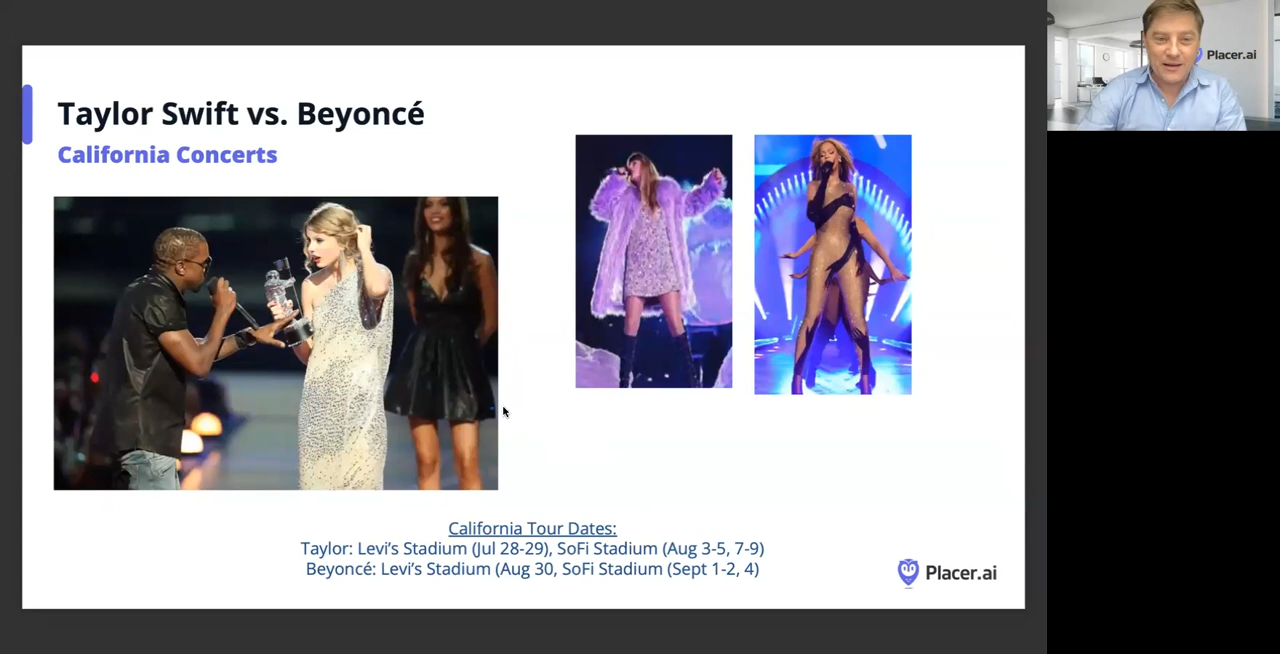 Taylor Swift vs. Beyoncé
California Concerts
California Tour Dates:
Taylor: Levi’s Stadium (Jul 28-29), SoFi Stadium (Aug 3-5, 7-9)
Beyoncé: Levi’s Stadium (Aug 30, SoFi Stadium (Sept 1-2, 4)
Placer.ai
Placer.ai